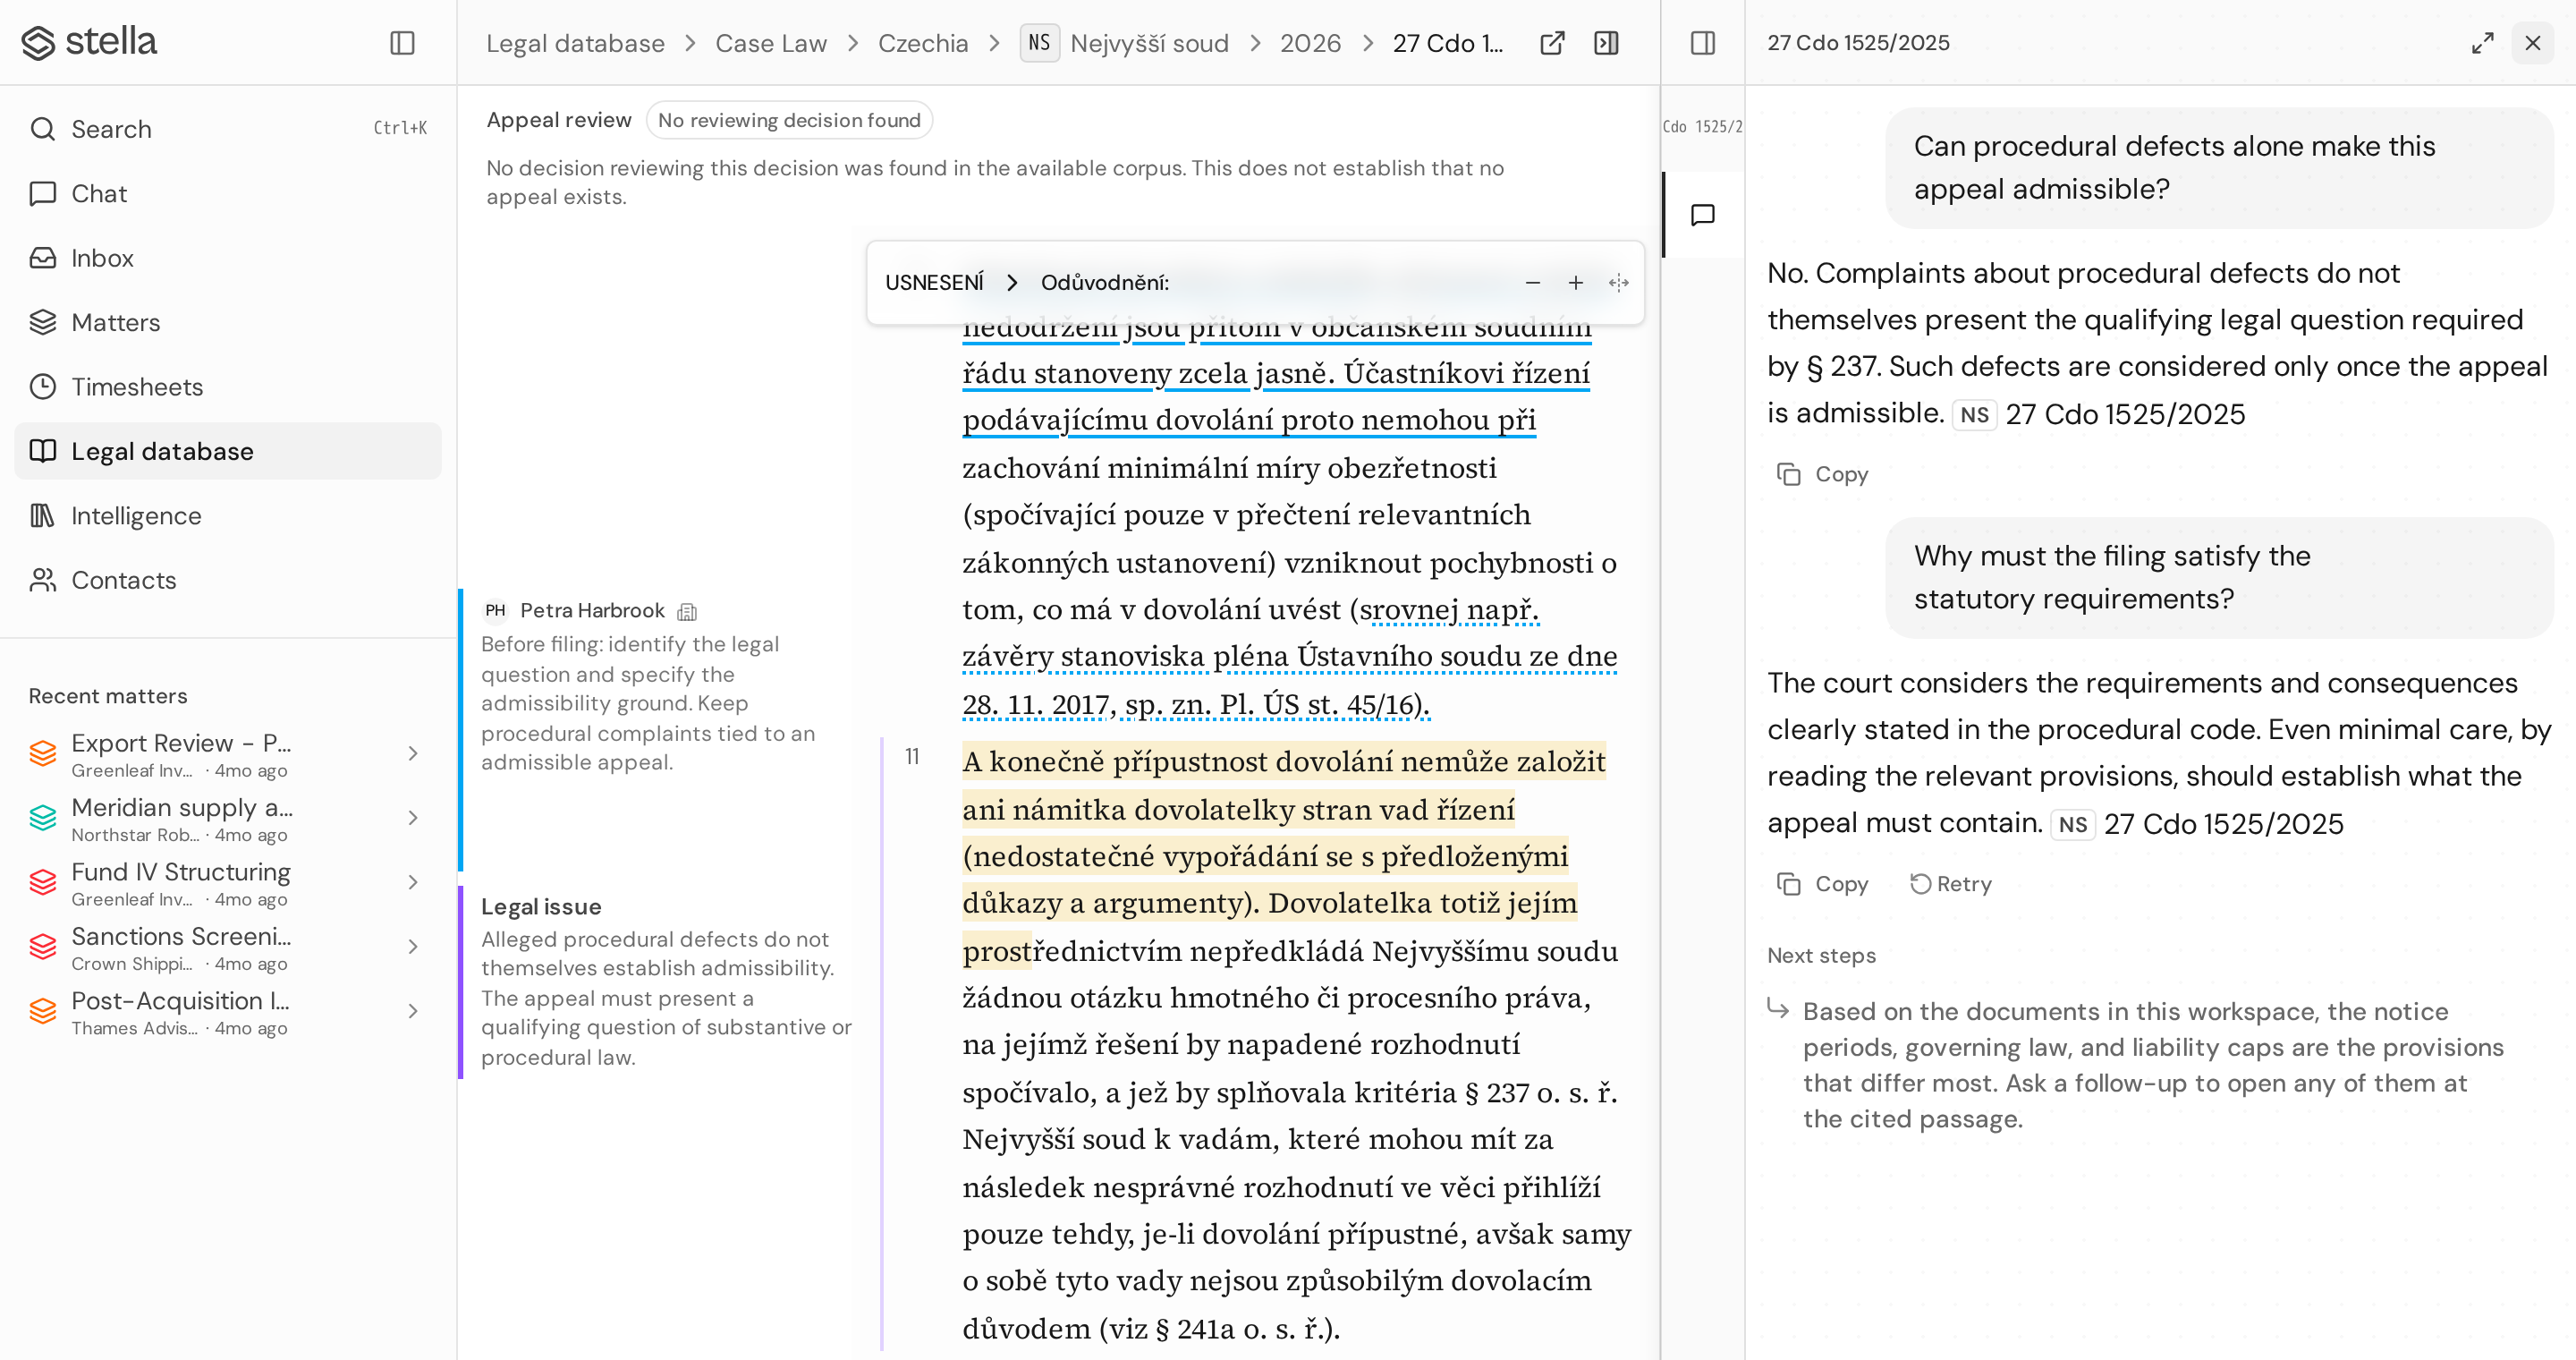 stella
Search
Ctrl+K
Chat
Inbox
Matters
Timesheets
Legal database
Intelligence
Contacts
Recent matters
Export Review - P...
Greenleaf Inv... · 4mo ago
Meridian supply a...
Northstar Rob... · 4mo ago
Fund IV Structuring
Greenleaf Inv... · 4mo ago
Sanctions Screeni...
Crown Shippi... · 4mo ago
Post-Acquisition I...
Thames Advis... · 4mo ago
Legal database > Case Law > Czechia > NS Nejvyšší soud > 2026 > 27 Cdo 1...
Appeal review No reviewing decision found
No decision reviewing this decision was found in the available corpus. This does not establish that no
appeal exists.
USNESENÍ > Odůvodnění:
nedodržení jsou přitom v občanském soudním
řádu stanoveny zcela jasně. Účastníkovi řízení
podávajícímu dovolání proto nemohou při
zachování minimální míry obezřetnosti
(spočívající pouze v přečtení relevantních
zákonných ustanovení) vzniknout pochybnosti o
tom, co má v dovolání uvést (srovnej např.
závěry stanoviska pléna Ústavního soudu ze dne
28. 11. 2017, sp. zn. Pl. ÚS st. 45/16).
11
A konečně přípustnost dovolání nemůže založit
ani námitka dovolatelky stran vad řízení
(nedostatečné vypořádání se s předloženými
důkazy a argumenty). Dovolatelka totiž jejím
prostřednictvím nepředkládá Nejvyššímu soudu
žádnou otázku hmotného či procesního práva,
na jejímž řešení by napadené rozhodnutí
spočívalo, a jež by splňovala kritéria § 237 o. s. ř.
Nejvyšší soud k vadám, které mohou mít za
následek nesprávné rozhodnutí ve věci přihlíží
pouze tehdy, je-li dovolání přípustné, avšak samy
o sobě tyto vady nejsou způsobilým dovolacím
důvodem (viz § 241a o. s. ř.).
PH Petra Harbrook
Before filing: identify the legal
question and specify the
admissibility ground. Keep
procedural complaints tied to an
admissible appeal.
Legal issue
Alleged procedural defects do not
themselves establish admissibility.
The appeal must present a
qualifying question of substantive or
procedural law.
Cdo 1525/2
27 Cdo 1525/2025
Can procedural defects alone make this
appeal admissible?
No. Complaints about procedural defects do not
themselves present the qualifying legal question required
by § 237. Such defects are considered only once the appeal
is admissible. NS 27 Cdo 1525/2025
Copy
Why must the filing satisfy the
statutory requirements?
The court considers the requirements and consequences
clearly stated in the procedural code. Even minimal care, by
reading the relevant provisions, should establish what the
appeal must contain. NS 27 Cdo 1525/2025
Copy Retry
Next steps
Based on the documents in this workspace, the notice
periods, governing law, and liability caps are the provisions
that differ most. Ask a follow-up to open any of them at
the cited passage.